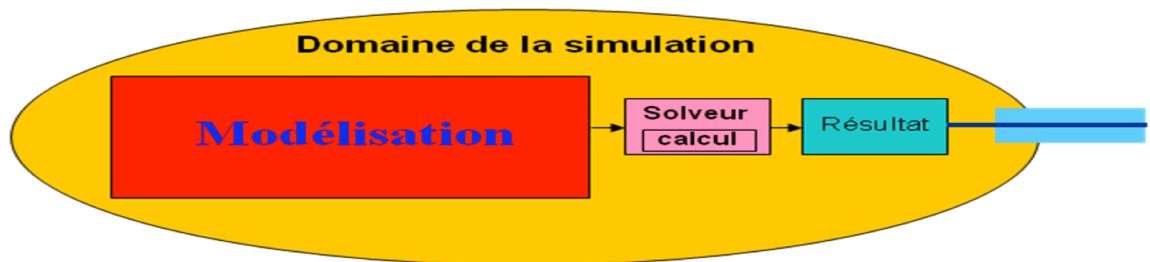 Domaine de la simulation
Modélisation
Solveur
calcul
Résultat